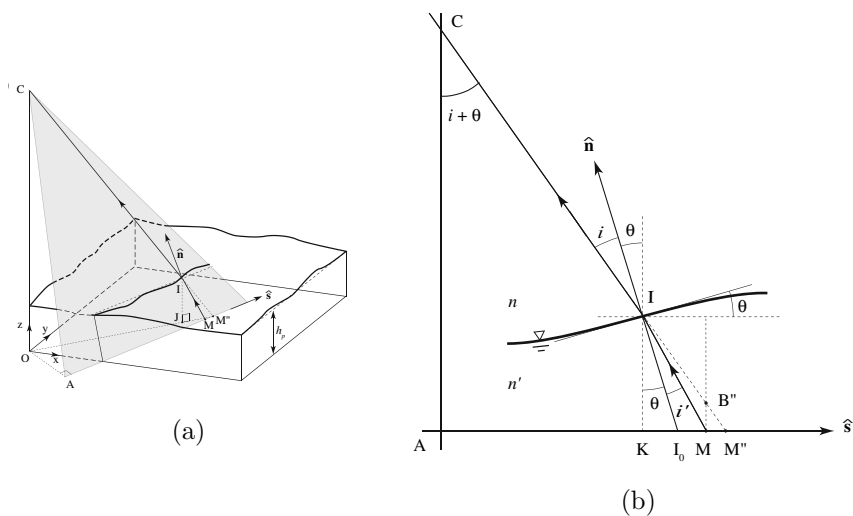 C
z
y
x
O
A
n̂
I
J
M
M"
ŝ
hₚ
(a)
C
i + θ
n̂
i
θ
n
I
θ
n'
θ
i'
B"
ŝ
A
K
I₀
M
M"
(b)